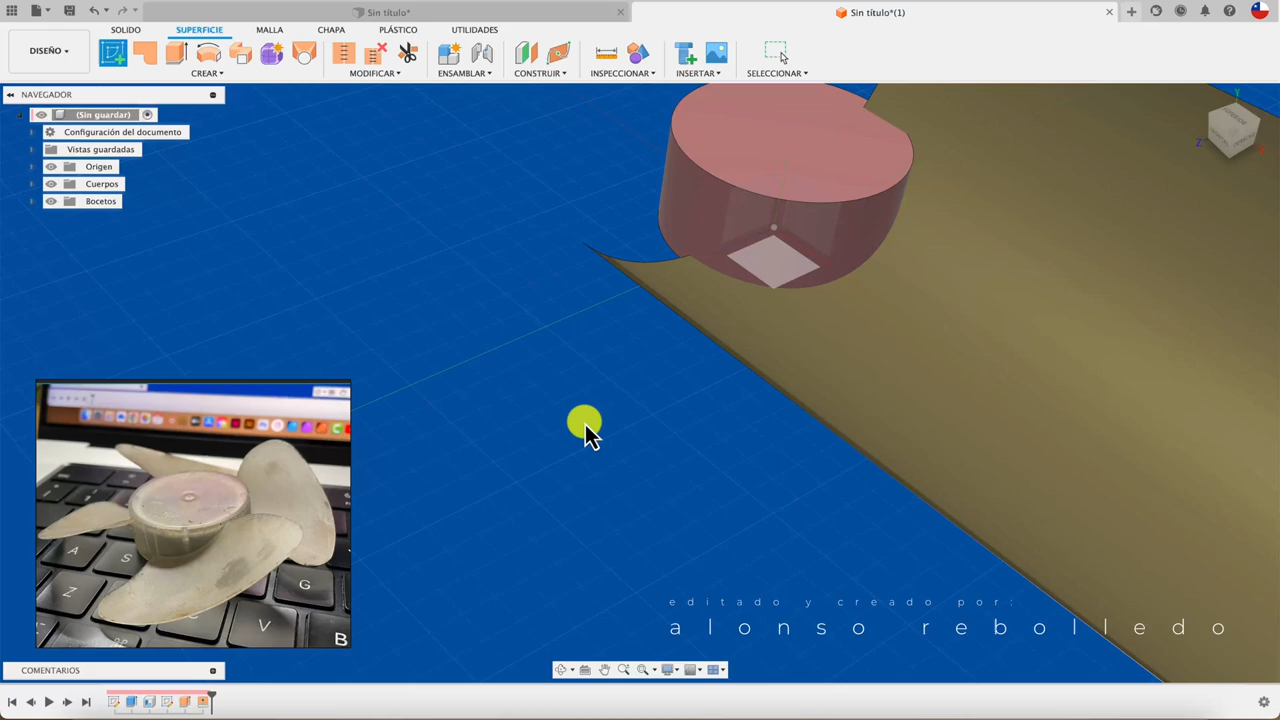 Sin título*
Sin título*(1)
DISEÑO
SÓLIDO
SUPERFICIE
MALLA
CHAPA
PLÁSTICO
UTILIDADES
CREAR
MODIFICAR
ENSAMBLAR
CONSTRUIR
INSPECCIONAR
INSERTAR
SELECCIONAR
NAVEGADOR
(Sin guardar)
Configuración del documento
Vistas guardadas
Origen
Cuerpos
Bocetos
Y
Z
A
S
Z
G
C
V
B
editado y creado por:
alonso rebolledo
COMENTARIOS